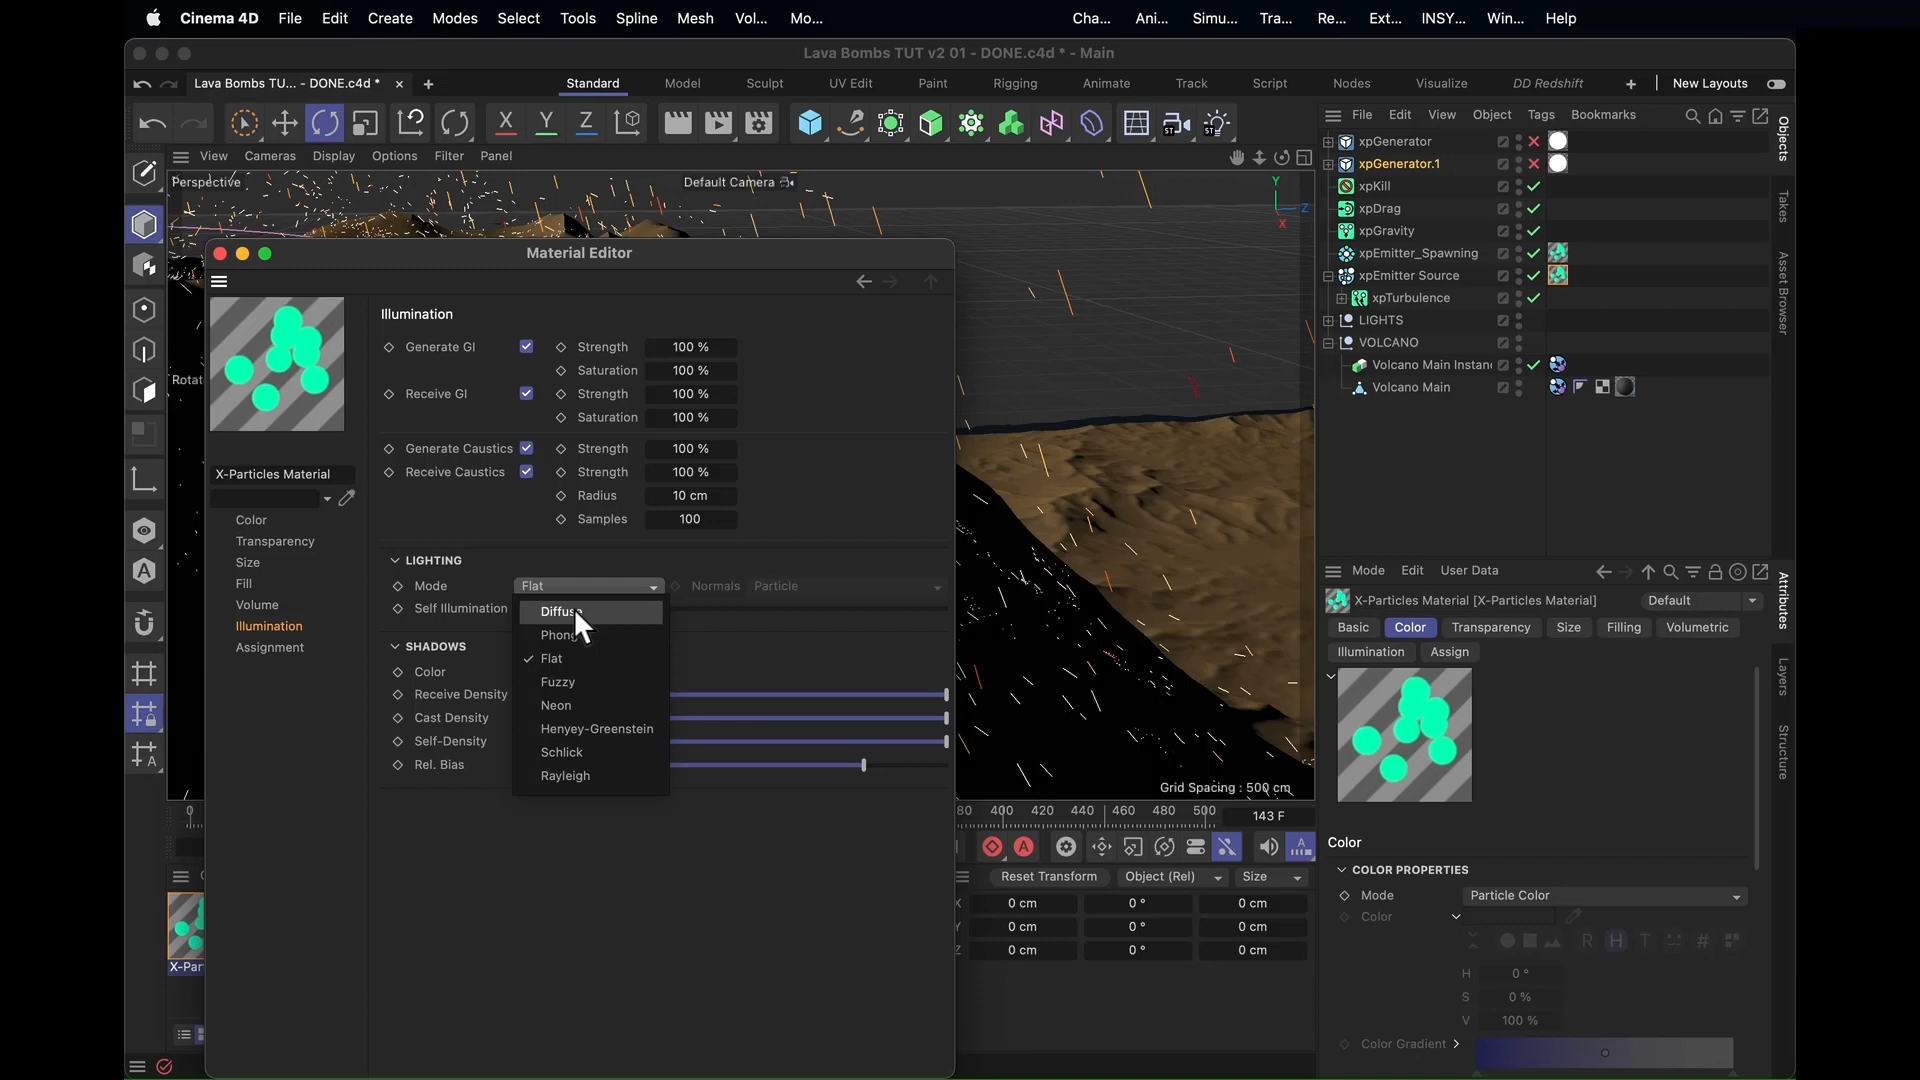 Cinema 4D File Edit Create Modes Select Tools Spline Mesh Vol... Mo... Cha... Ani... Simu... Tra... Re... Ext... INSY... Win... Help
Lava Bombs TUT v2 01 - DONE.c4d * - Main
Lava Bombs TU... - DONE.c4d * × + Standard Model Sculpt UV Edit Paint Rigging Animate Track Script Nodes Visualize DD Redshift + New Layouts
X Y Z ST ST
File Edit View Object Tags Bookmarks
View Cameras Display Options Filter Panel
Perspective Default Camera
Y Z X
xpGenerator
xpGenerator.1
xpKill
xpDrag
xpGravity
xpEmitter_Spawning
xpEmitter Source
xpTurbulence
LIGHTS
VOLCANO
Volcano Main Instanc
Volcano Main
Objects
Takes
Asset Browser
Rotat
Material Editor
X-Particles Material
Color
Transparency
Size
Fill
Volume
Illumination
Assignment
Illumination
Generate GI Strength 100 %
Saturation 100 %
Receive GI Strength 100 %
Saturation 100 %
Generate Caustics Strength 100 %
Receive Caustics Strength 100 %
Radius 10 cm
Samples 100
LIGHTING
Mode Flat Normals Particle
Self Illumination
Diffuse
Phong
Flat
Fuzzy
Neon
Henyey-Greenstein
Schlick
Rayleigh
SHADOWS
Color
Receive Density
Cast Density
Self-Density
Rel. Bias
Grid Spacing : 500 cm
0 80 400 420 440 460 480 500 143 F
A
Reset Transform Object (Rel) Size
X 0 cm 0 ° 0 cm
Y 0 cm 0 ° 0 cm
Z 0 cm 0 ° 0 cm
X-Par
Mode Edit User Data
X-Particles Material [X-Particles Material] Default
Basic Color Transparency Size Filling Volumetric
Illumination Assign
Color
COLOR PROPERTIES
Mode Particle Color
Color
R H T #
H 0 °
S 0 %
V 100 %
Color Gradient
Attributes
Layers
Structure